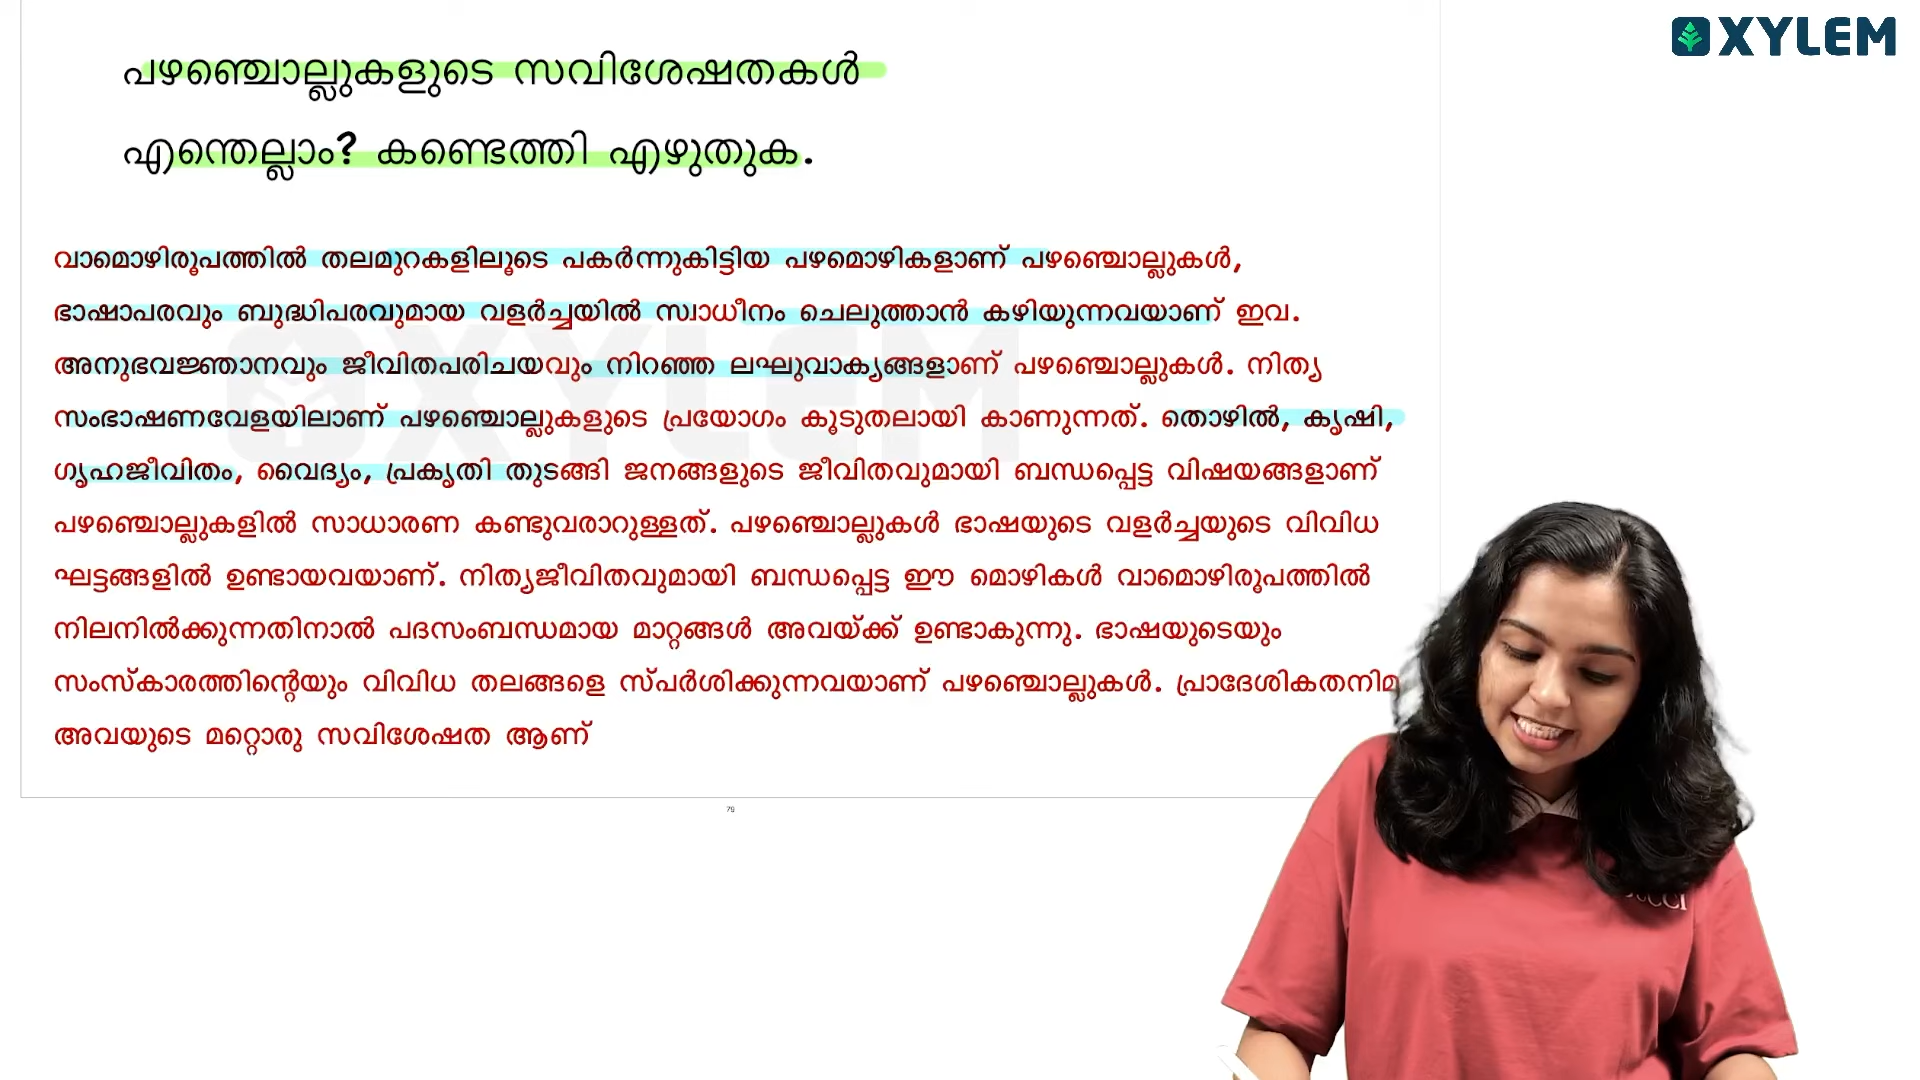 XYLEM
പഴഞ്ചൊല്ലുകളുടെ സവിശേഷതകൾ
എന്തെല്ലാം? കണ്ടെത്തി എഴുതുക.
വാമൊഴിരൂപത്തിൽ തലമുറകളിലൂടെ പകർന്നുകിട്ടിയ പഴമൊഴികളാണ് പഴഞ്ചൊല്ലുകൾ,
ഭാഷാപരവും ബുദ്ധിപരവുമായ വളർച്ചയിൽ സ്വാധീനം ചെലുത്താൻ കഴിയുന്നവയാണ് ഇവ.
അനുഭവജ്ഞാനവും ജീവിതപരിചയവും നിറഞ്ഞ ലഘുവാക്യങ്ങളാണ് പഴഞ്ചൊല്ലുകൾ. നിത്യ
സംഭാഷണവേളയിലാണ് പഴഞ്ചൊല്ലുകളുടെ പ്രയോഗം കൂടുതലായി കാണുന്നത്. തൊഴിൽ, കൃഷി,
ഗൃഹജീവിതം, വൈദ്യം, പ്രകൃതി തുടങ്ങി ജനങ്ങളുടെ ജീവിതവുമായി ബന്ധപ്പെട്ട വിഷയങ്ങളാണ്
പഴഞ്ചൊല്ലുകളിൽ സാധാരണ കണ്ടുവരാറുള്ളത്. പഴഞ്ചൊല്ലുകൾ ഭാഷയുടെ വളർച്ചയുടെ വിവിധ
ഘട്ടങ്ങളിൽ ഉണ്ടായവയാണ്. നിത്യജീവിതവുമായി ബന്ധപ്പെട്ട ഈ മൊഴികൾ വാമൊഴിരൂപത്തിൽ
നിലനിൽക്കുന്നതിനാൽ പദസംബന്ധമായ മാറ്റങ്ങൾ അവയ്ക്ക് ഉണ്ടാകുന്നു. ഭാഷയുടെയും
സംസ്കാരത്തിന്റെയും വിവിധ തലങ്ങളെ സ്പർശിക്കുന്നവയാണ് പഴഞ്ചൊല്ലുകൾ.
അവയുടെ മറ്റൊരു സവിശേഷത ആണ്
XYLEM